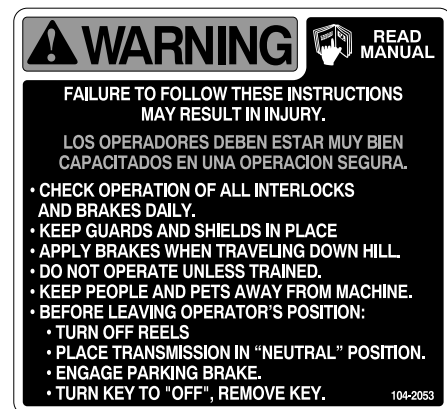 WARNING
READ
MANUAL
FAILURE TO FOLLOW THESE INSTRUCTIONS
MAY RESULT IN INJURY.
LOS OPERADORES DEBEN ESTAR MUY BIEN
CAPACITADOS EN UNA OPERACION SEGURA.
• CHECK OPERATION OF ALL INTERLOCKS
AND BRAKES DAILY.
• KEEP GUARDS AND SHIELDS IN PLACE
• APPLY BRAKES WHEN TRAVELING DOWN HILL.
• DO NOT OPERATE UNLESS TRAINED.
• KEEP PEOPLE AND PETS AWAY FROM MACHINE.
• BEFORE LEAVING OPERATOR'S POSITION:
• TURN OFF REELS
• PLACE TRANSMISSION IN “NEUTRAL” POSITION.
• ENGAGE PARKING BRAKE.
• TURN KEY TO "OFF", REMOVE KEY.
104-2053